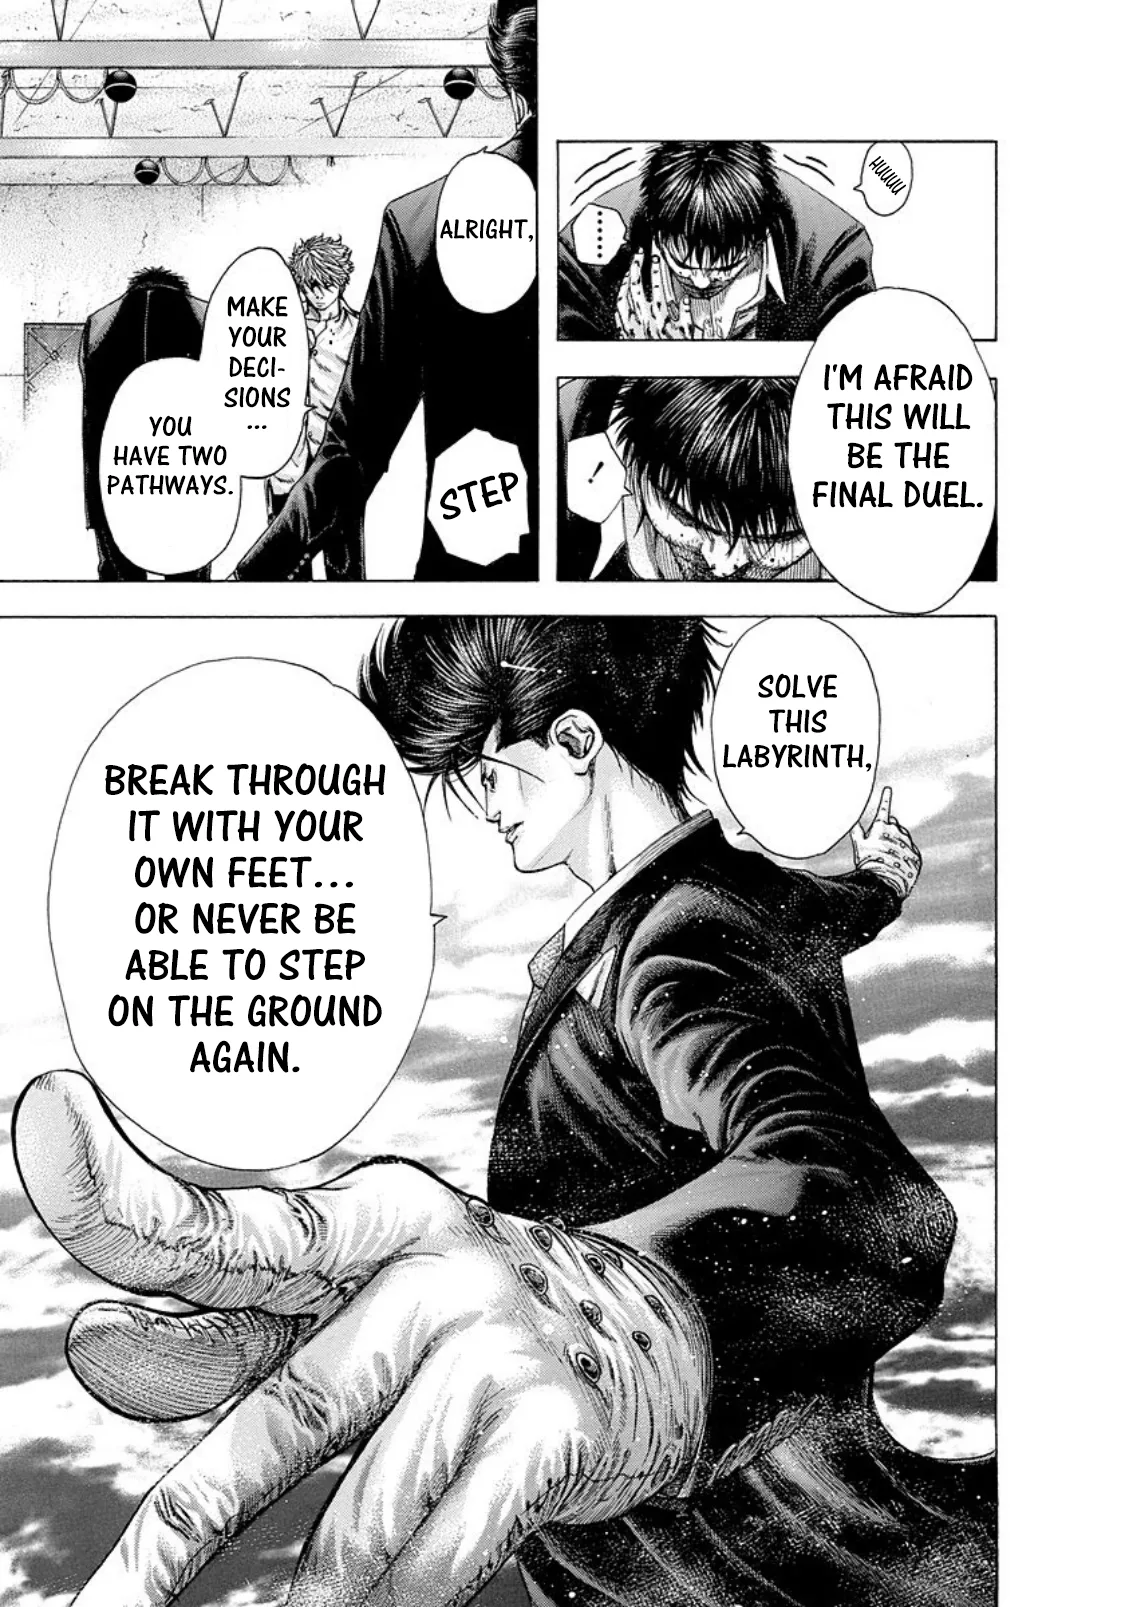 HUUUU
......
!
I'M AFRAID
THIS WILL
BE THE
FINAL DUEL.
ALRIGHT,
STEP
MAKE
YOUR
DECI-
SIONS
...
YOU
HAVE TWO
PATHWAYS.
SOLVE
THIS
LABYRINTH,
BREAK THROUGH
IT WITH YOUR
OWN FEET...
OR NEVER BE
ABLE TO STEP
ON THE GROUND
AGAIN.